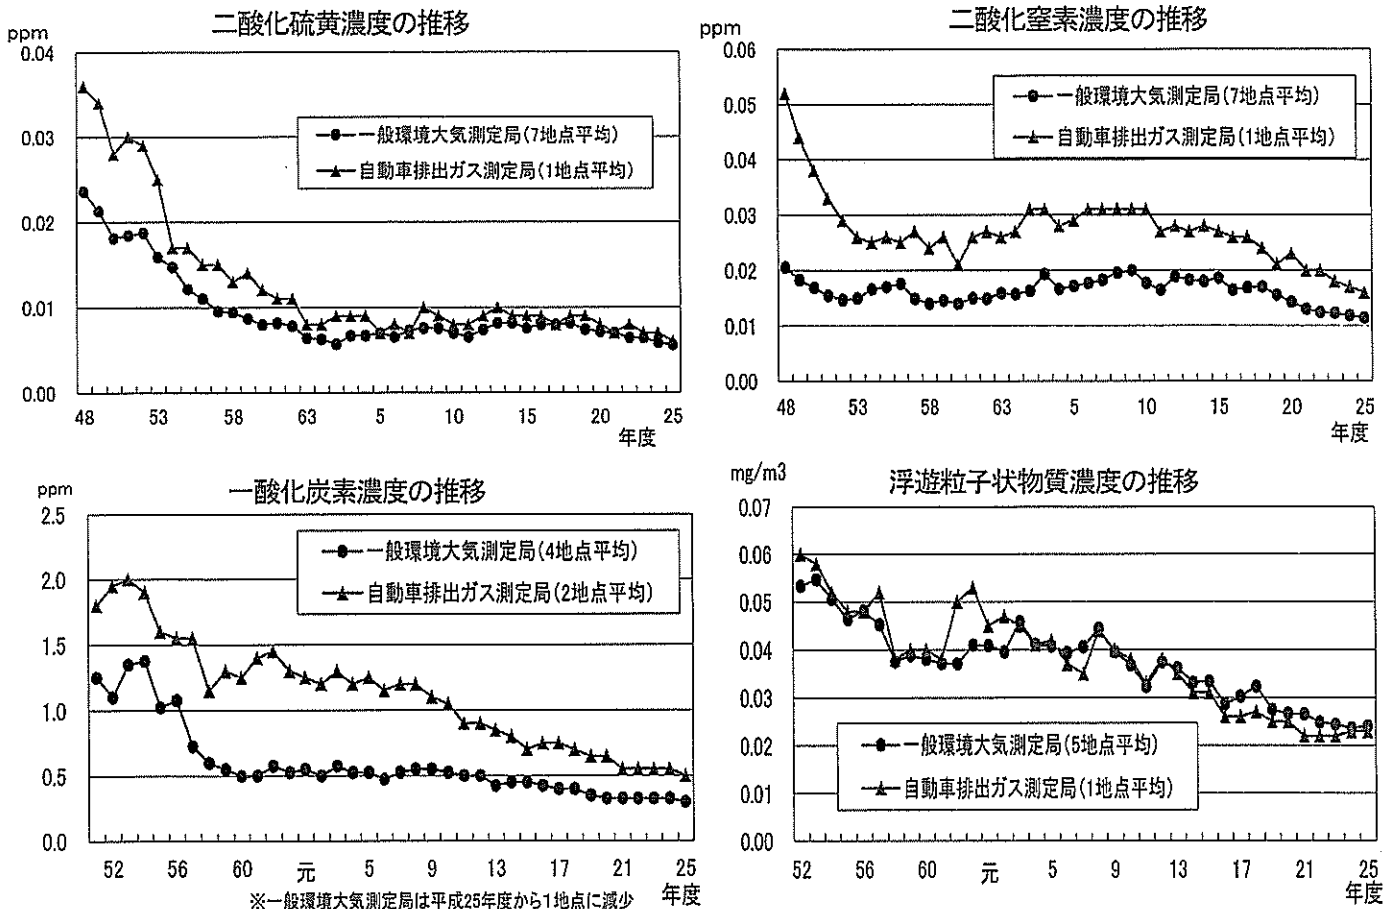 二酸化硫黄濃度の推移
ppm
0.04
0.03
0.02
0.01
0.00
一般環境大気測定局(7地点平均)
自動車排出ガス測定局(1地点平均)
48 53 58 63 5 10 15 20 25
年度
二酸化窒素濃度の推移
ppm
0.06
0.05
0.04
0.03
0.02
0.01
0.00
一般環境大気測定局(7地点平均)
自動車排出ガス測定局(1地点平均)
48 53 58 63 5 10 15 20 25
年度
一酸化炭素濃度の推移
ppm
2.5
2.0
1.5
1.0
0.5
0.0
一般環境大気測定局(4地点平均)
自動車排出ガス測定局(2地点平均)
52 56 60 元 5 9 13 17 21 25
年度
※一般環境大気測定局は平成25年度から1地点に減少
浮遊粒子状物質濃度の推移
mg/m3
0.07
0.06
0.05
0.04
0.03
0.02
0.01
0.00
一般環境大気測定局(5地点平均)
自動車排出ガス測定局(1地点平均)
52 56 60 元 5 9 13 17 21 25
年度